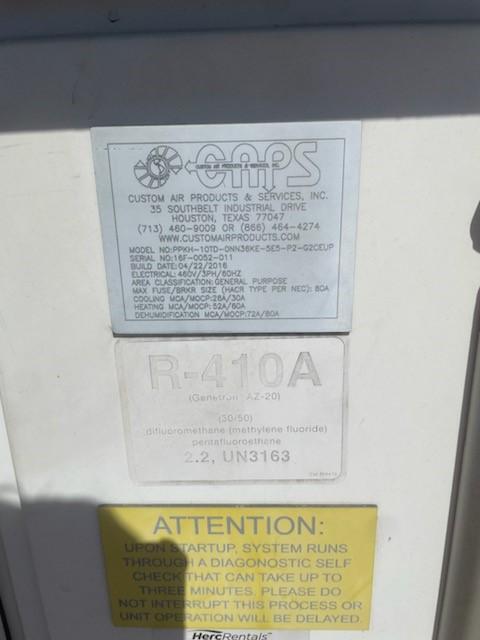 CAPS
CUSTOM AIR PRODUCTS & SERVICES, INC.
CUSTOM AIR PRODUCTS & SERVICES, INC.
35 SOUTHBELT INDUSTRIAL DRIVE
HOUSTON, TEXAS 77047
(713) 460-9009 OR (866) 464-4274
WWW.CUSTOMAIRPRODUCTS.COM
MODEL NO:PPKH-10TD-0NN36KE-5E5-P2-G2CEUP
SERIAL NO:16F-0052-011
BUILD DATE:04/22/2016
ELECTRICAL: 460V/3PH/60HZ
AREA CLASSIFICATION: GENERAL PURPOSE
MAX FUSE/BRKR SIZE (HACR TYPE PER NEC): 80A
COOLING MCA/MOCP:26A/30A
HEATING MCA/MOCP: 52A/60A
DEHUMIDIFICATION MCA/MOCP:72A/80A
R-410A
(Genetron AZ-20)
(50/50)
difluoromethane (methylene fluoride)
pentafluoroethane
2.2, UN3163
ATTENTION:
UPON STARTUP, SYSTEM RUNS
THROUGH A DIAGONOSTIC SELF
CHECK THAT CAN TAKE UP TO
THREE MINUTES. PLEASE DO
NOT INTERRUPT THIS PROCESS OR
UNIT OPERATION WILL BE DELAYED.
HercRentals™